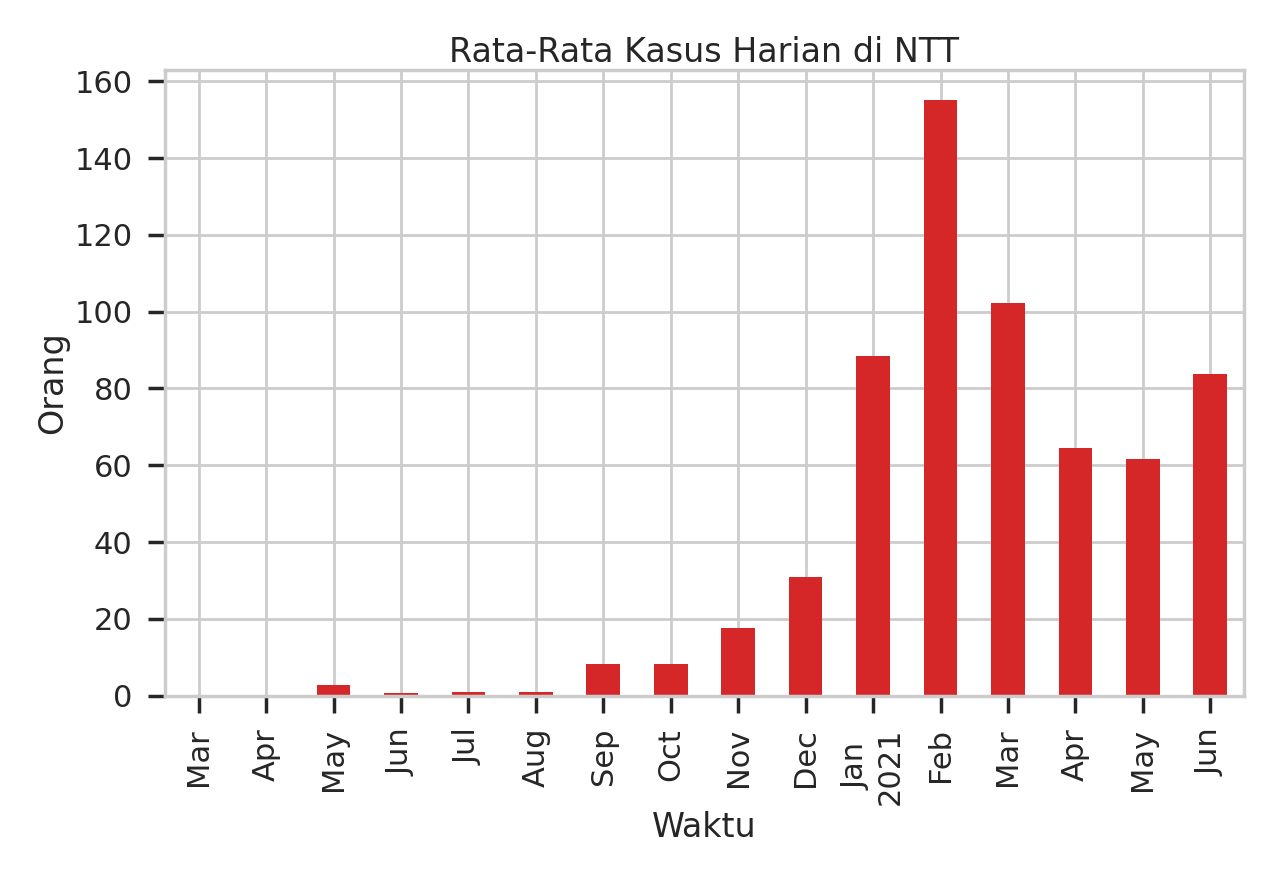 Rata-Rata Kasus Harian di NTT
160
140
120
100
80
60
40
20
0
Orang
Mar
Apr
May
Jun
Jul
Aug
Sep
Oct
Nov
Dec
Jan
2021
Feb
Mar
Apr
May
Jun
Waktu